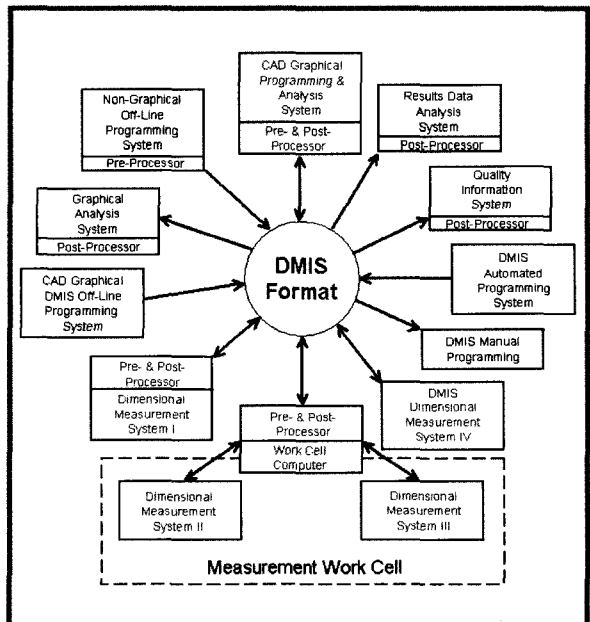 CAD Graphical
Programming &
Analysis
System
Pre- & Post-
Processor
Non-Graphical
Off-Line
Programming
System
Pre-Processor
Results Data
Analysis
System
Post-Processor
Graphical
Analysis
System
Post-Processor
Quality
Information
System
Post-Processor
DMIS
Format
CAD Graphical
DMIS Off-Line
Programming
System
DMIS
Automated
Programming
System
DMIS Manual
Programming
Pre- & Post-
Processor
Dimensional
Measurement
System I
Pre- & Post-
Processor
Work Cell
Computer
DMIS
Dimensional
Measurement
System IV
Dimensional
Measurement
System II
Dimensional
Measurement
System III
Measurement Work Cell